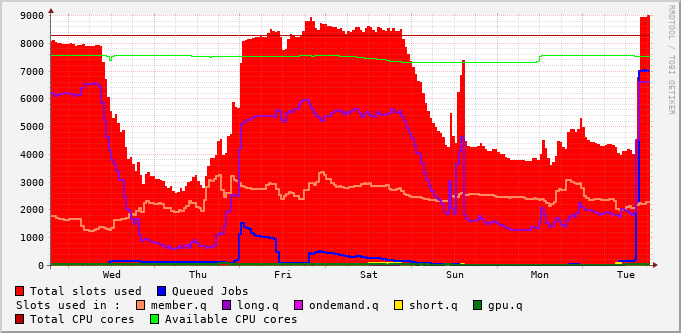 9000
8000
7000
6000
5000
4000
3000
2000
1000
0
Wed Thu Fri Sat Sun Mon Tue
RRDTOOL / TOBI OETIKER
Total slots used Queued Jobs
Slots used in : member.q long.q ondemand.q short.q gpu.q
Total CPU cores Available CPU cores